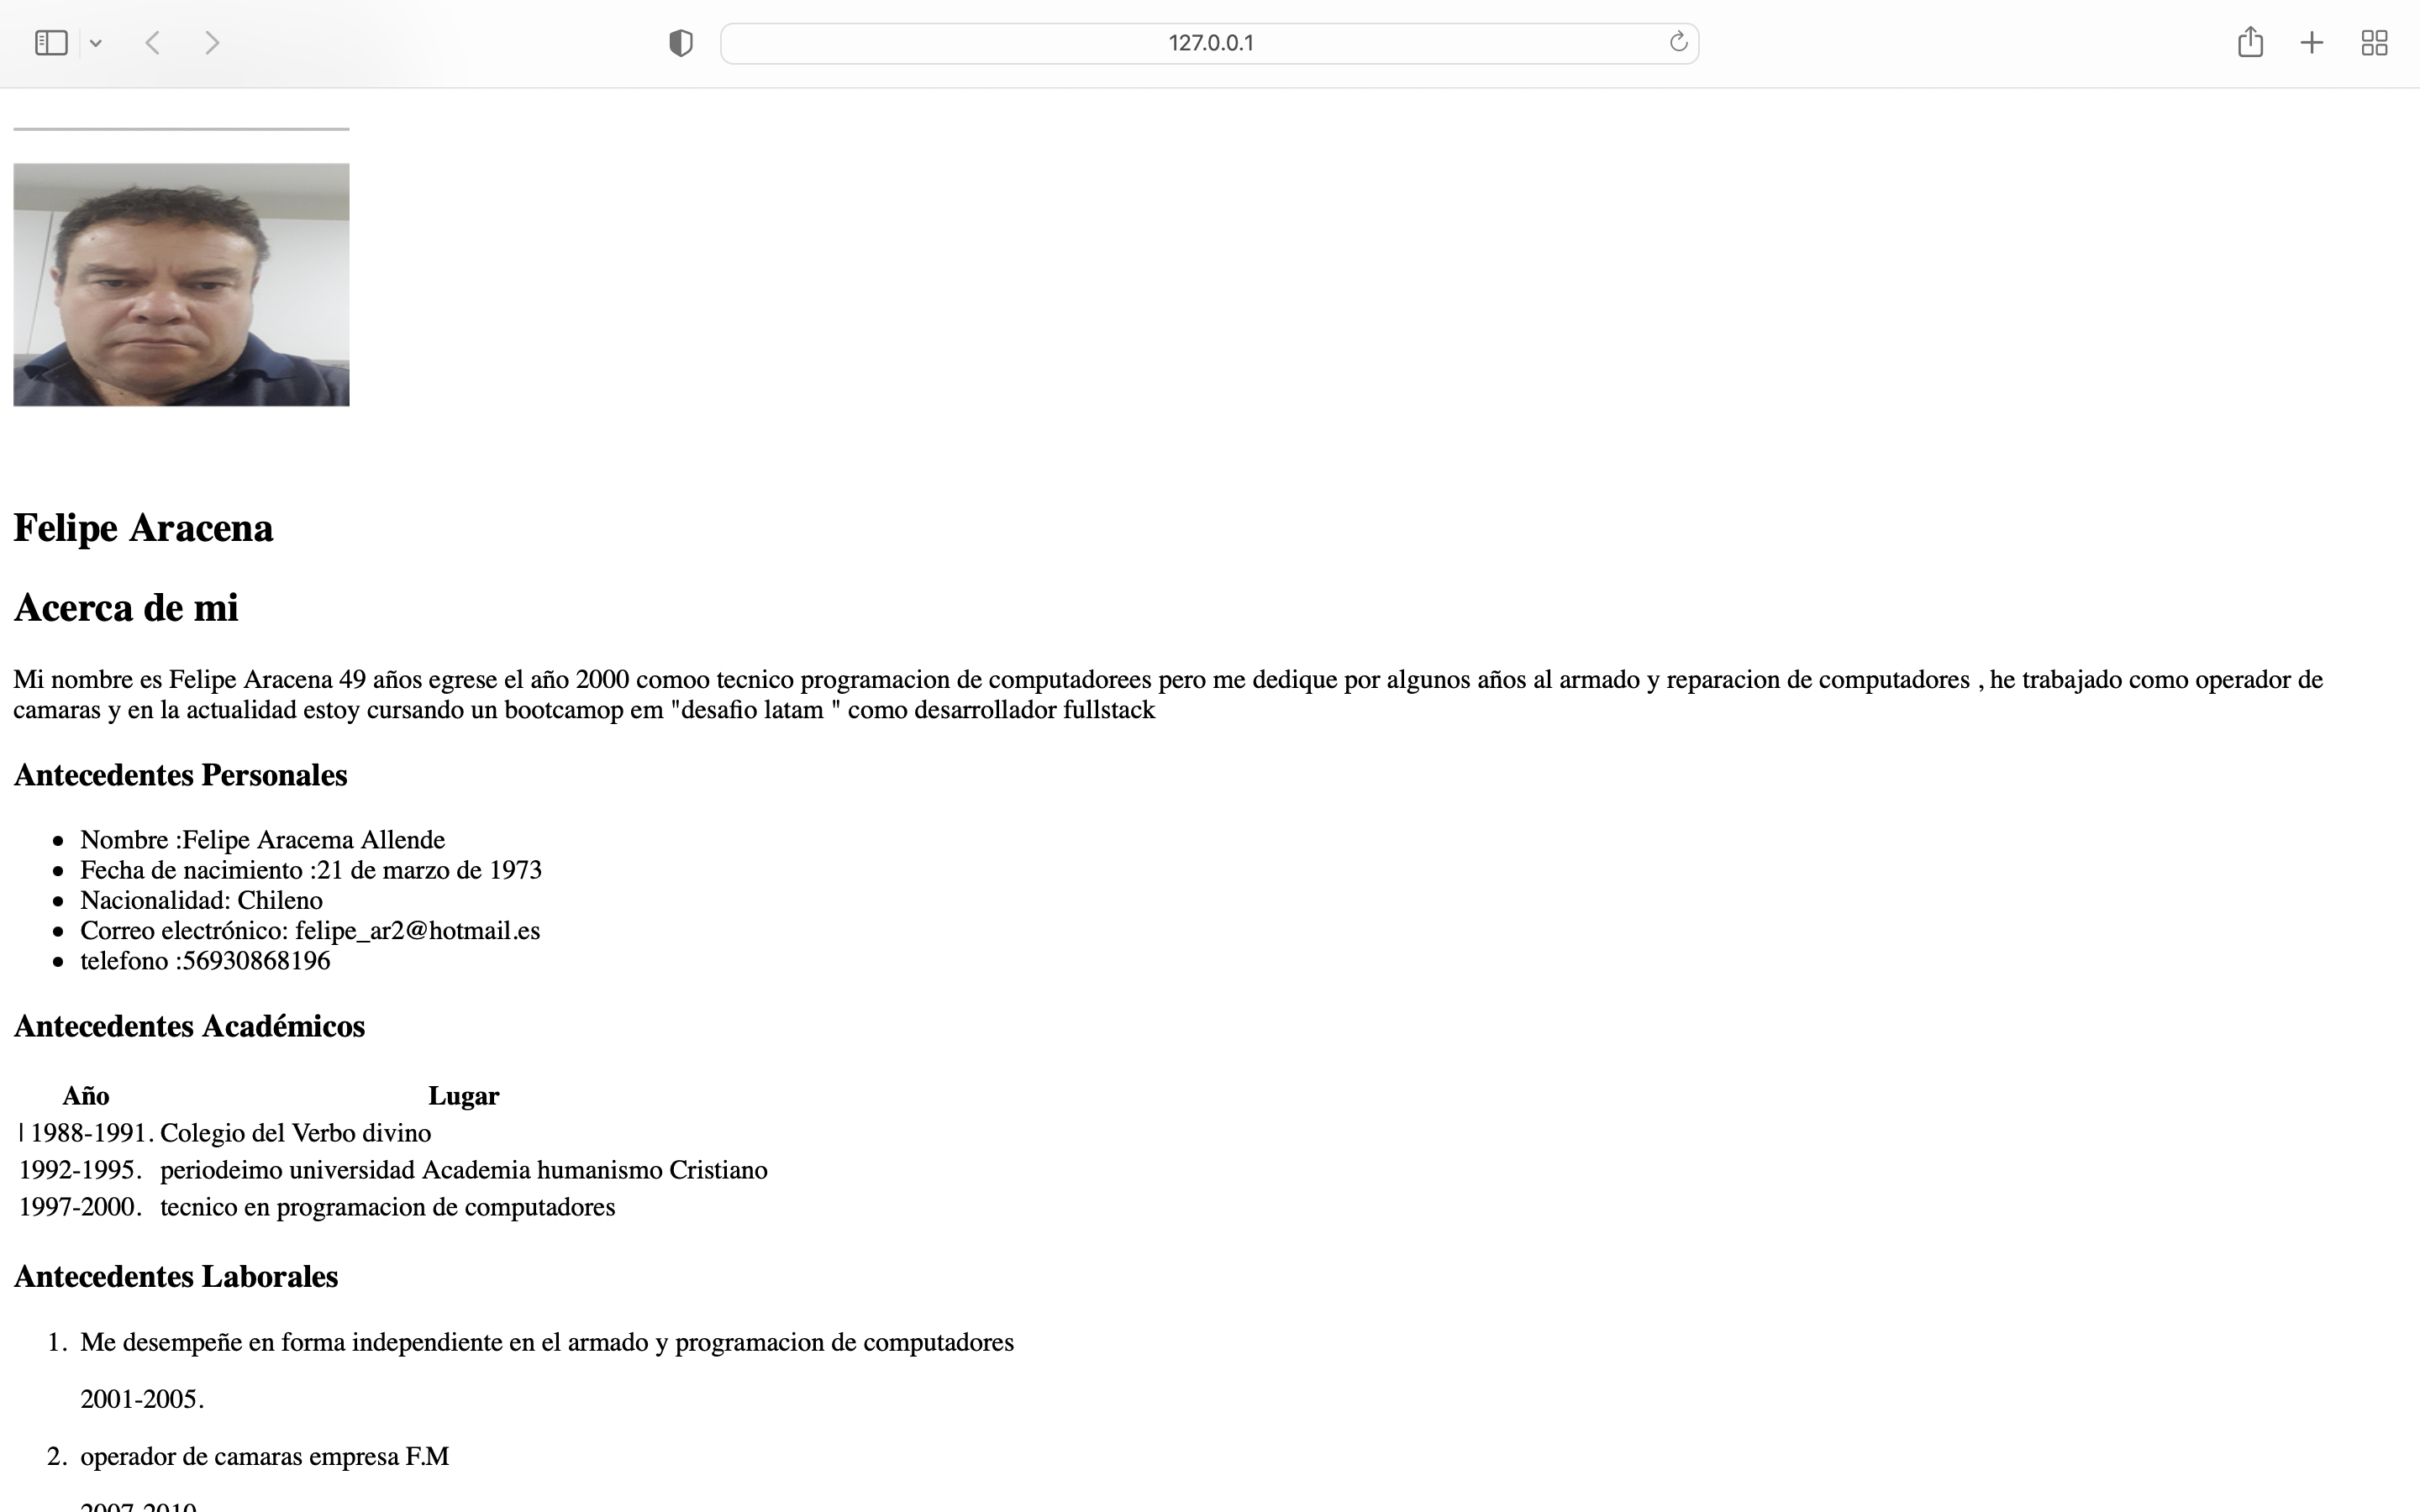 127.0.0.1
Felipe Aracena
Acerca de mi
Mi nombre es Felipe Aracena 49 años egrese el año 2000 comoo tecnico programacion de computadorees pero me dedique por algunos años al armado y reparacion de computadores , he trabajado como operador de
camaras y en la actualidad estoy cursando un bootcamop em "desafio latam " como desarrollador fullstack
Antecedentes Personales
• Nombre :Felipe Aracema Allende
• Fecha de nacimiento :21 de marzo de 1973
• Nacionalidad: Chileno
• Correo electrónico: felipe_ar2@hotmail.es
• telefono :56930868196
Antecedentes Académicos
Año Lugar
| 1988-1991. Colegio del Verbo divino
1992-1995. periodeimo universidad Academia humanismo Cristiano
1997-2000. tecnico en programacion de computadores
Antecedentes Laborales
1. Me desempeñe en forma independiente en el armado y programacion de computadores
2001-2005.
2. operador de camaras empresa F.M
2007-2010